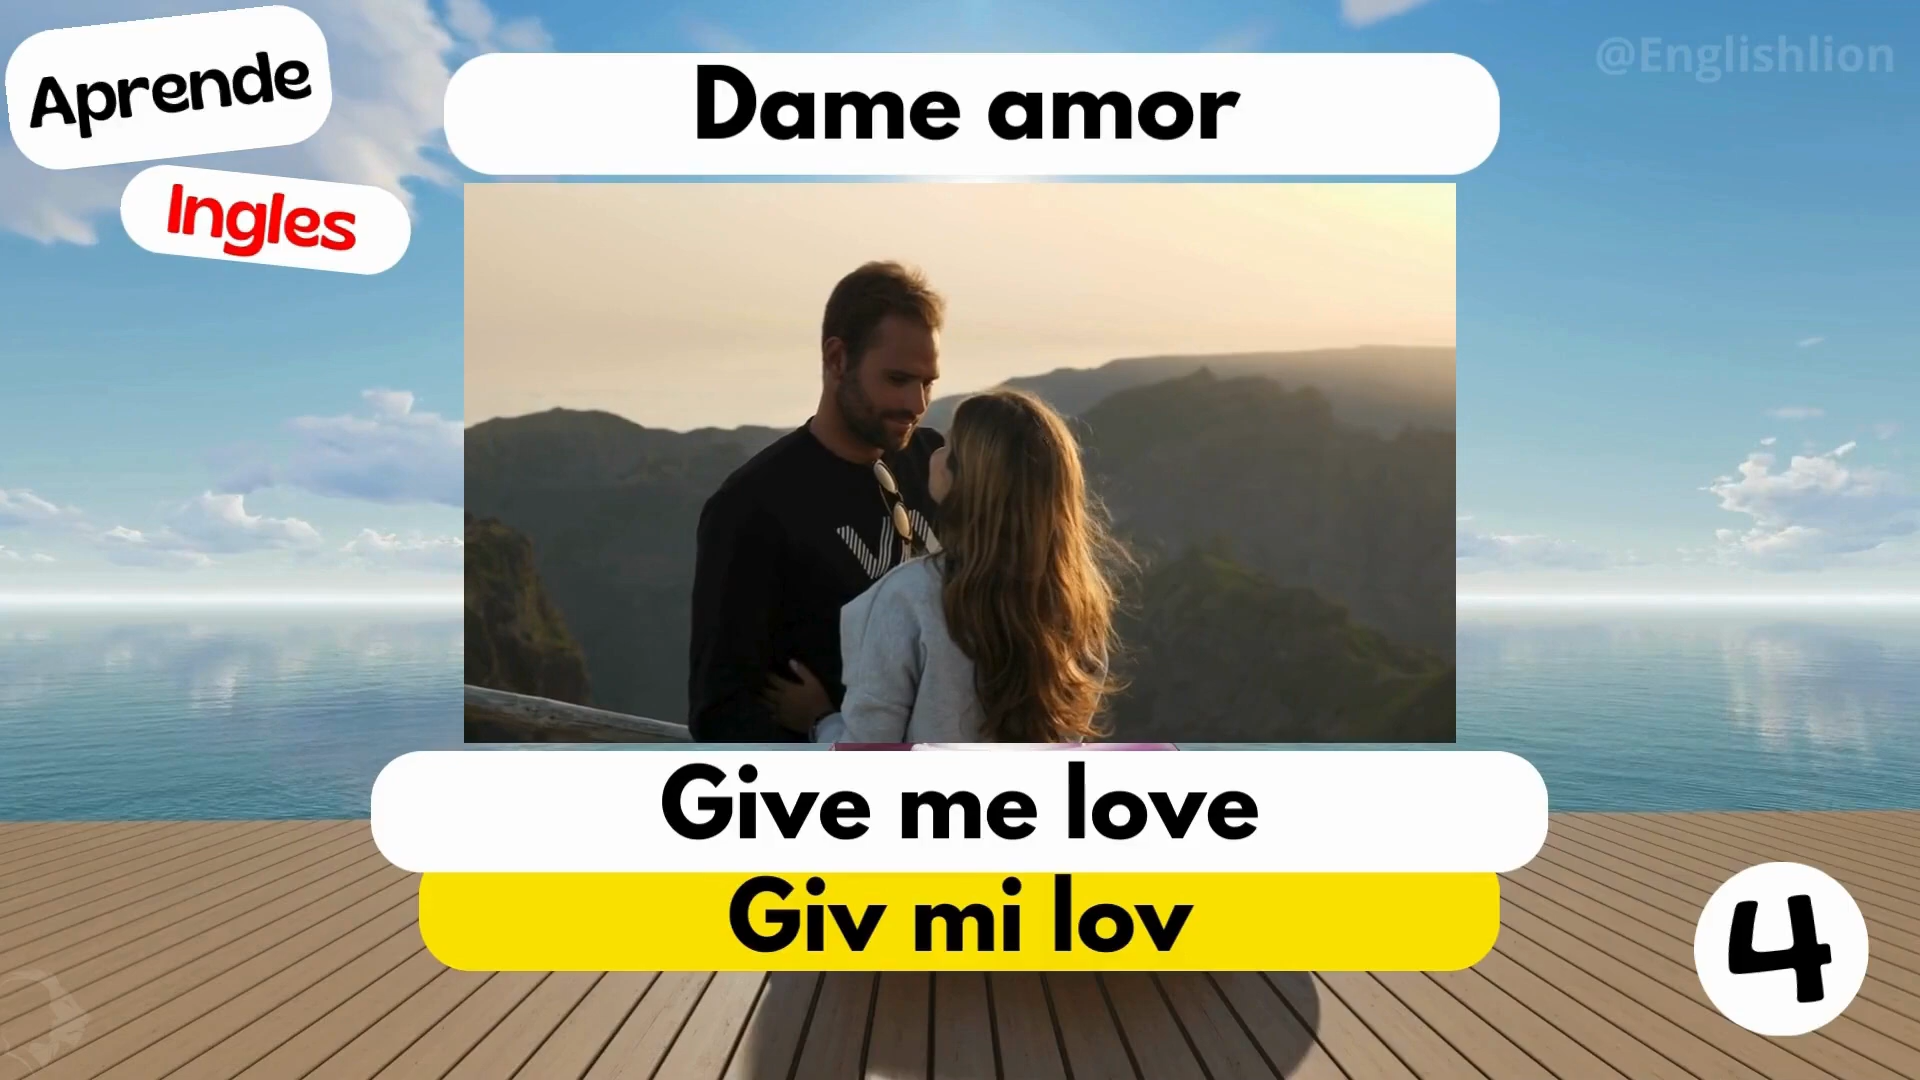 Aprende
Ingles
Dame amor
@Englishlion
Give me love
Giv mi lov
4